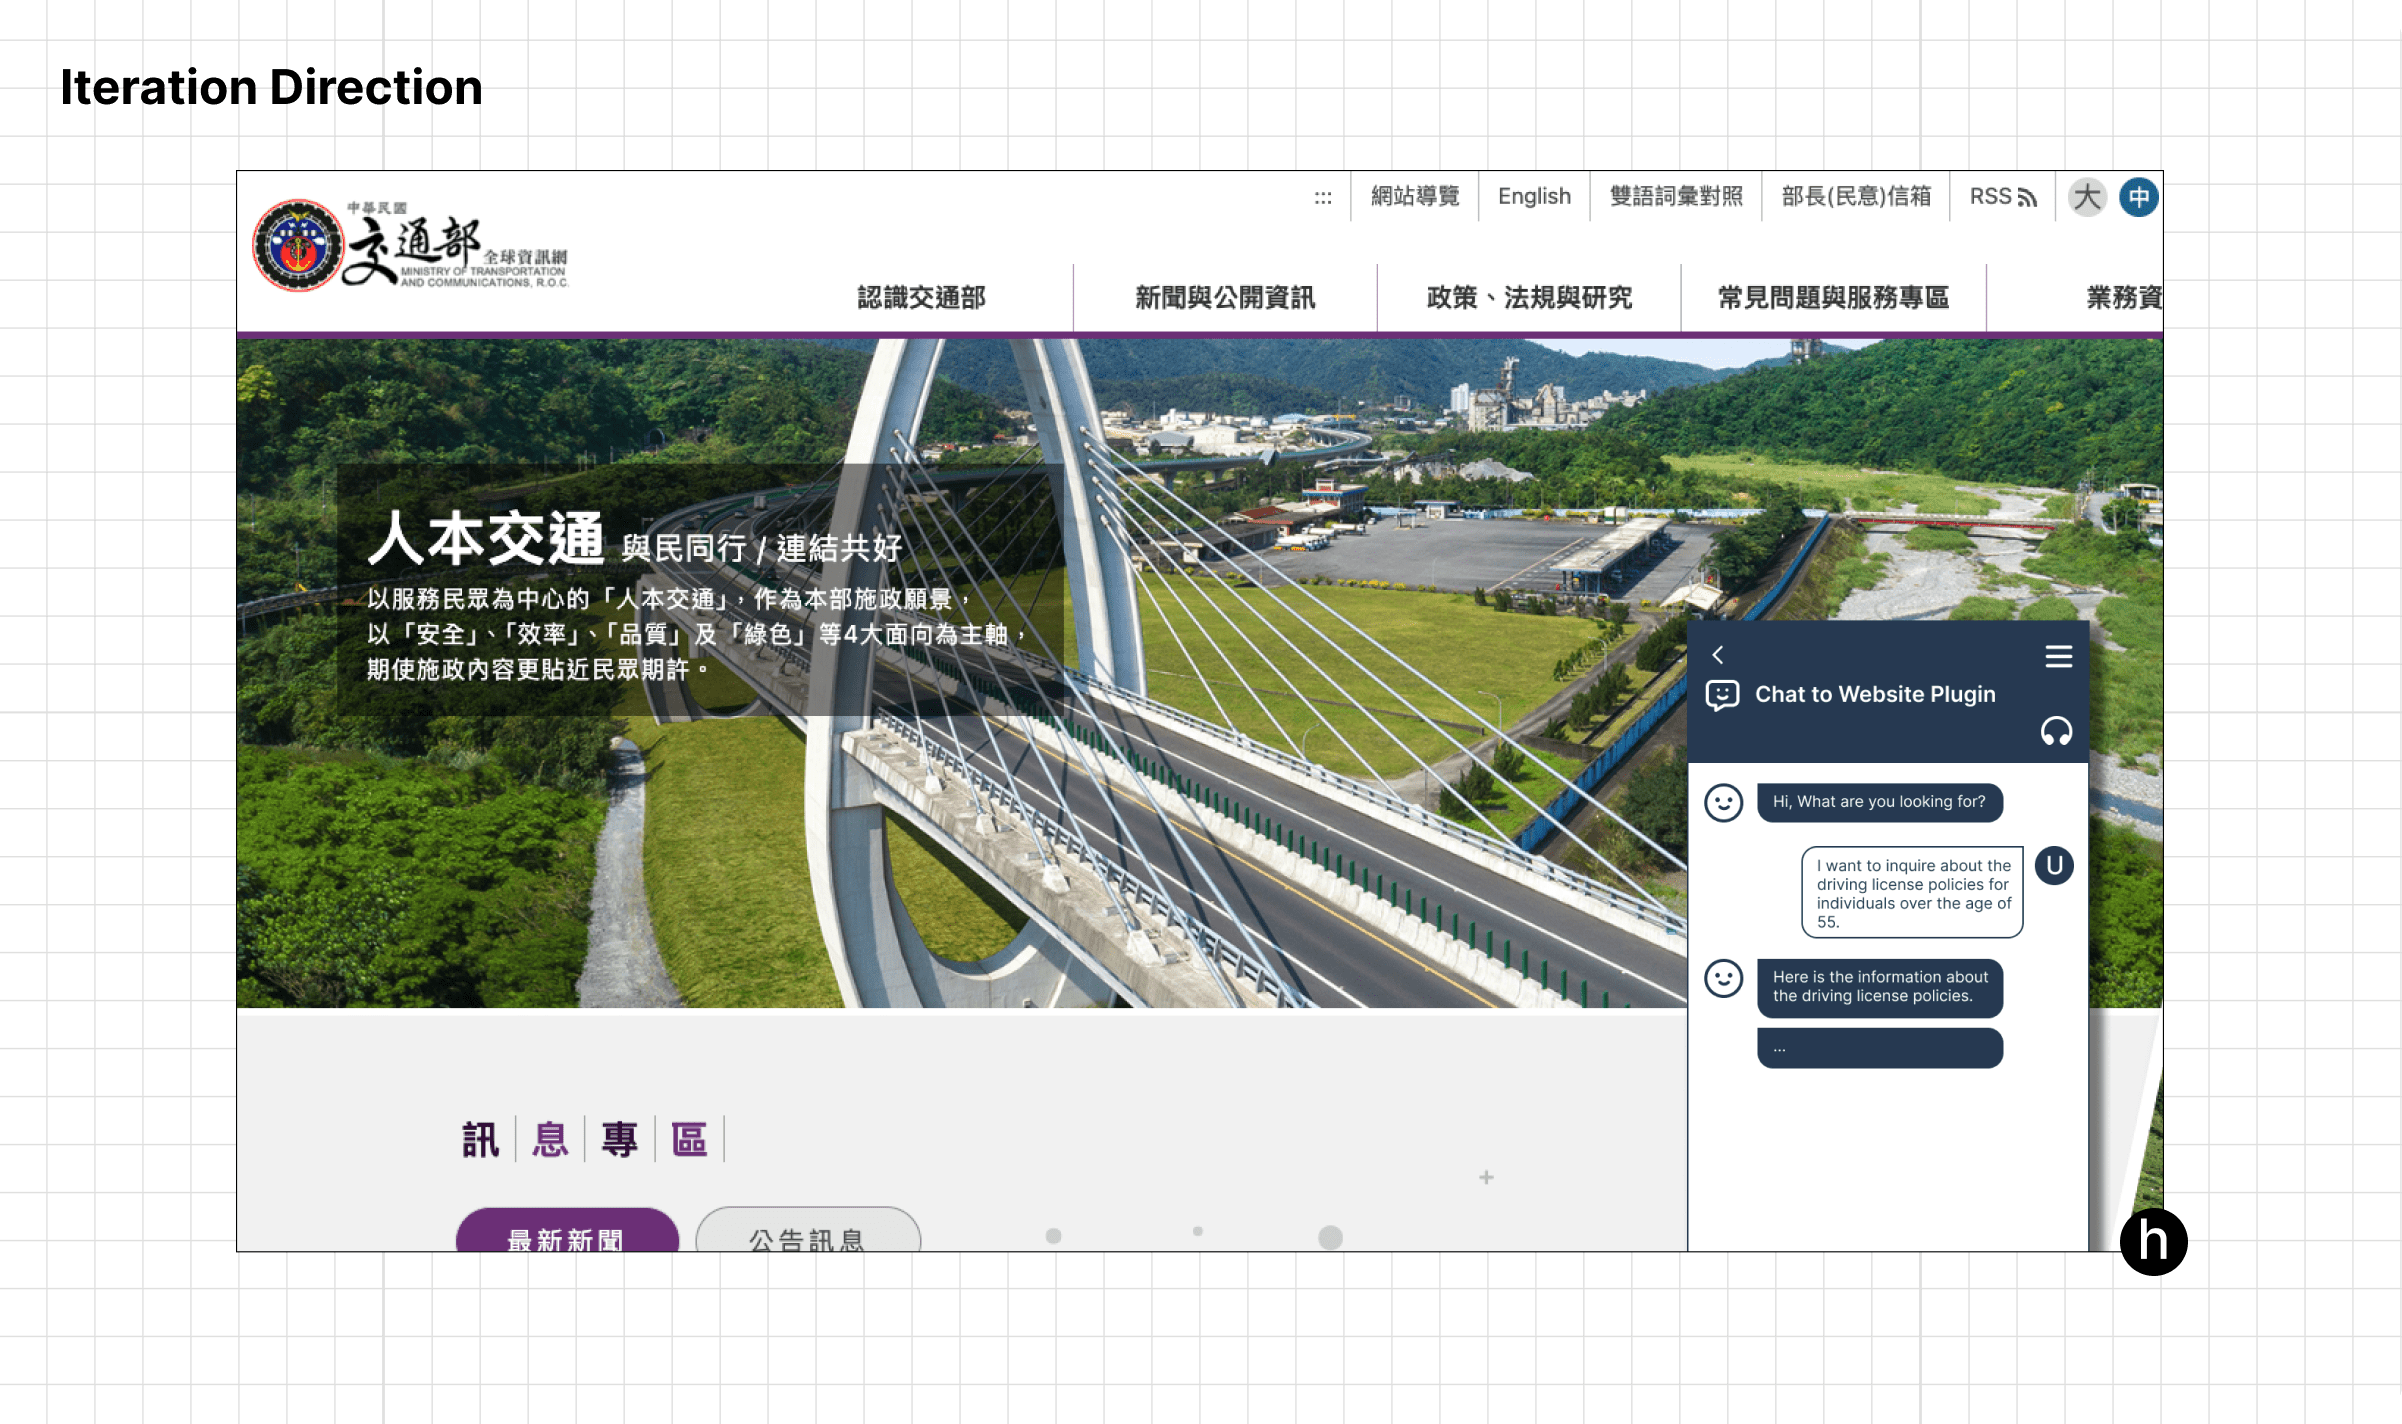 Iteration Direction
::: 網站導覽 English 雙語詞彙對照 部長(民意)信箱 RSS 大 中
中華民國
交通部 全球資訊網
MINISTRY OF TRANSPORTATION
AND COMMUNICATIONS, R.O.C.
認識交通部 新聞與公開資訊 政策、法規與研究 常見問題與服務專區 業務資
人本交通 與民同行 / 連結共好
以服務民眾為中心的「人本交通」，作為本部施政願景，
以「安全」、「效率」、「品質」及「綠色」等4大面向為主軸，
期使施政內容更貼近民眾期許。
Chat to Website Plugin
Hi, What are you looking for?
U
I want to inquire about the
driving license policies for
individuals over the age of
55.
Here is the information about
the driving license policies.
...
訊息專區
最新新聞 公告訊息
h